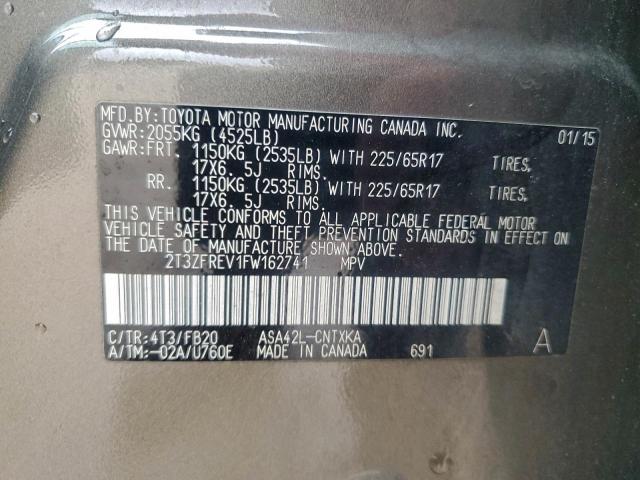 MFD.BY:TOYOTA MOTOR MANUFACTURING CANADA INC.
GVWR:2055KG (4525LB) 01/15
GAWR:FRT. 1150KG (2535LB) WITH 225/65R17 TIRES,
17X6.5J RIMS.
RR. 1150KG (2535LB) WITH 225/65R17 TIRES,
17X6.5J RIMS.
THIS VEHICLE CONFORMS TO ALL APPLICABLE FEDERAL MOTOR
VEHICLE SAFETY AND THEFT PREVENTION STANDARDS IN EFFECT ON
THE DATE OF MANUFACTURE SHOWN ABOVE.
2T3ZFREV1FW162741 MPV
C/TR:4T3/FB20 ASA42L-CNTXKA
A/TM:-02A/U760E MADE IN CANADA 691 A